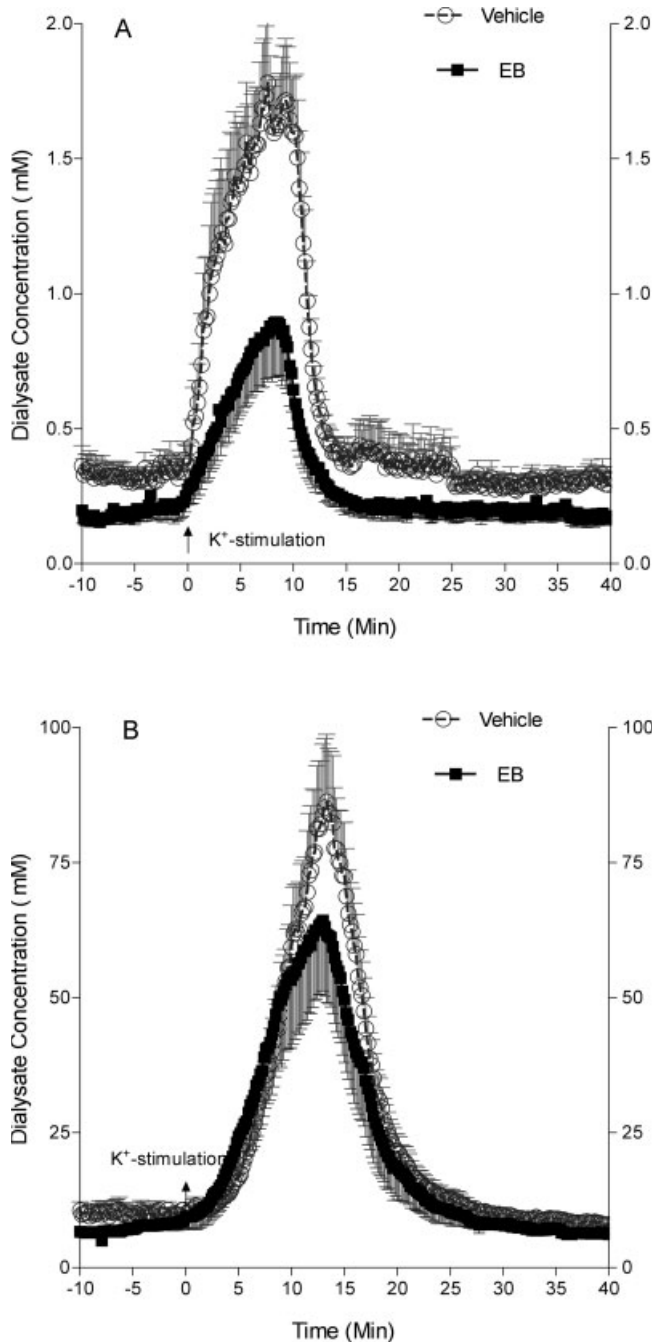 A
Vehicle
EB
2.0
1.5
1.0
0.5
0.0
Dialysate Concentration ( mM)
2.0
1.5
1.0
0.5
0.0
K⁺-stimulation
-10 -5 0 5 10 15 20 25 30 35 40
Time (Min)
B
Vehicle
EB
100
75
50
25
0
Dialysate Concentration ( mM)
100
75
50
25
0
K⁺-stimulation
-10 -5 0 5 10 15 20 25 30 35 40
Time (Min)